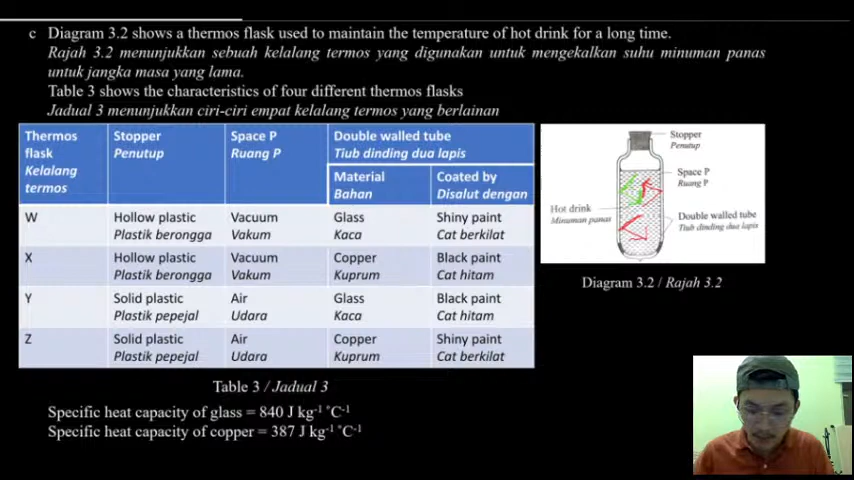 c Diagram 3.2 shows a thermos flask used to maintain the temperature of hot drink for a long time.
Rajah 3.2 menunjukkan sebuah kelalang termos yang digunakan untuk mengekalkan suhu minuman panas
untuk jangka masa yang lama.
Table 3 shows the characteristics of four different thermos flasks
Jadual 3 menunjukkan ciri-ciri empat kelalang termos yang berlainan
Thermos flask Kelalang termos
Stopper Penutup
Space P Ruang P
Double walled tube
Tiub dinding dua lapis
Material Bahan
Coated by Disalut dengan
W Hollow plastic Vacuum Glass Shiny paint
Plastik berongga Vakum Kaca Cat berkilat
X Hollow plastic Vacuum Copper Black paint
Plastik berongga Vakum Kuprum Cat hitam
Y Solid plastic Air Glass Black paint
Plastik pepejal Udara Kaca Cat hitam
Z Solid plastic Air Copper Shiny paint
Plastik pepejal Udara Kuprum Cat berkilat
Table 3 / Jadual 3
Stopper
Penutup
Space P
Ruang P
Hot drink
Minuman panas
Double walled tube
Tiub dinding dua lapis
Diagram 3.2 / Rajah 3.2
Specific heat capacity of glass = 840 J kg⁻¹ °C⁻¹
Specific heat capacity of copper = 387 J kg⁻¹ °C⁻¹